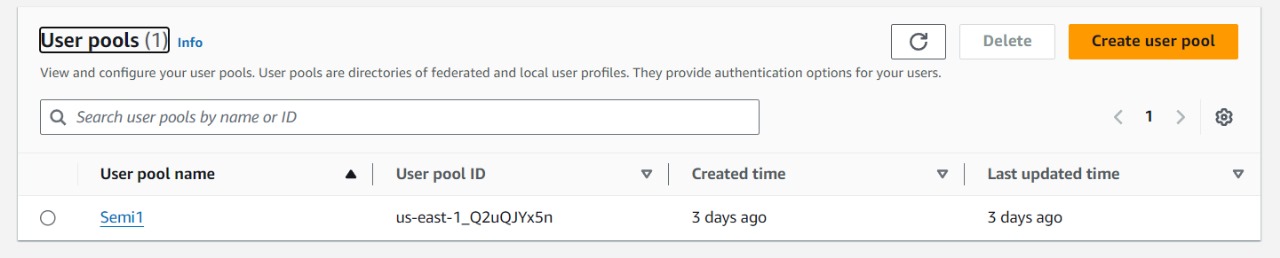 User pools (1) Info
Delete
Create user pool
View and configure your user pools. User pools are directories of federated and local user profiles. They provide authentication options for your users.
Search user pools by name or ID
1
User pool name User pool ID Created time Last updated time
Semi1 us-east-1_Q2uQJYx5n 3 days ago 3 days ago